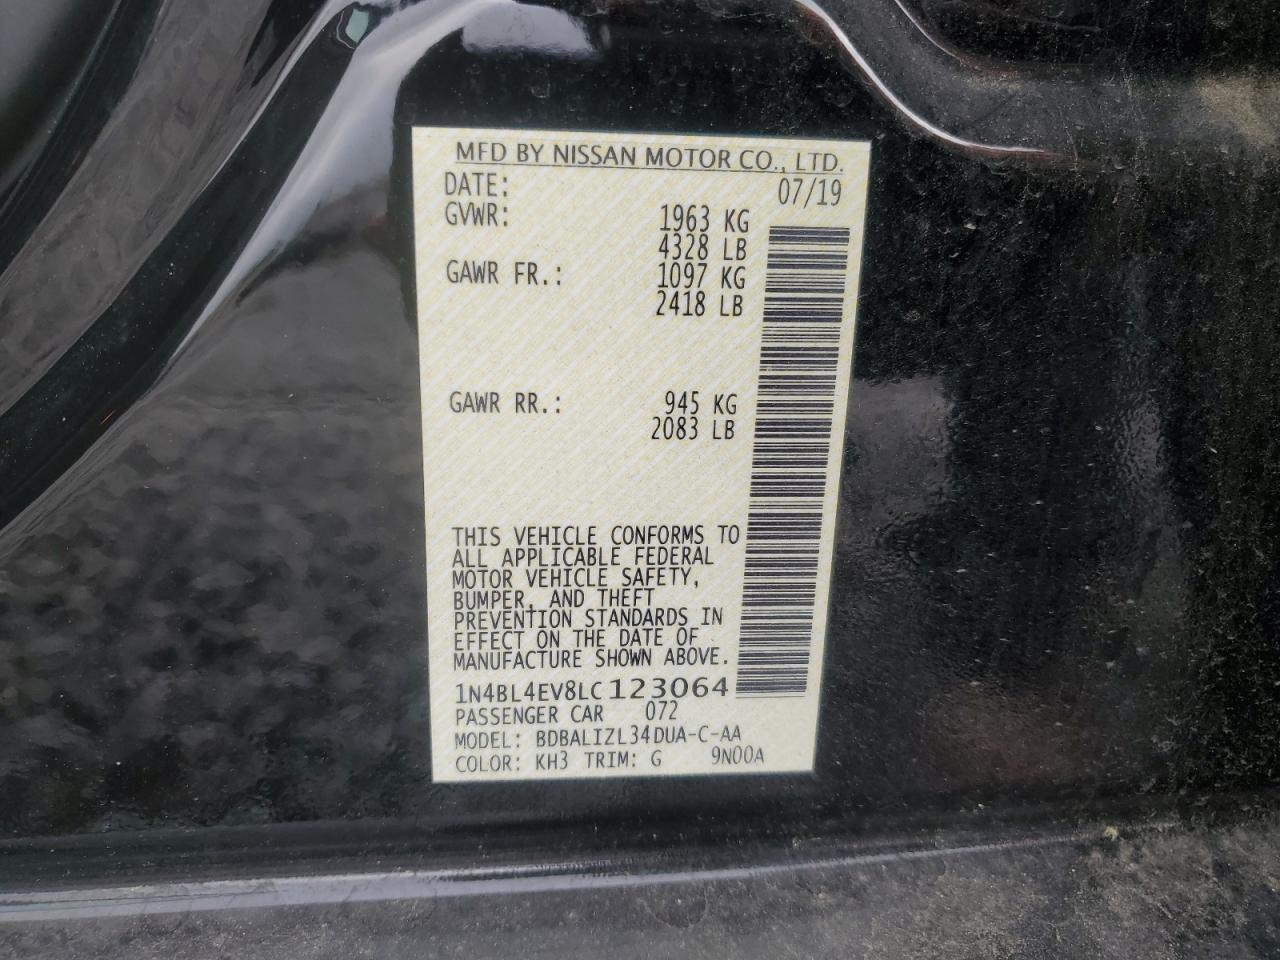 MFD BY NISSAN MOTOR CO., LTD.
DATE: 07/19
GVWR: 1963 KG
4328 LB
GAWR FR.: 1097 KG
2418 LB
GAWR RR.: 945 KG
2083 LB
THIS VEHICLE CONFORMS TO
ALL APPLICABLE FEDERAL
MOTOR VEHICLE SAFETY,
BUMPER, AND THEFT
PREVENTION STANDARDS IN
EFFECT ON THE DATE OF
MANUFACTURE SHOWN ABOVE.
1N4BL4EV8LC123064
PASSENGER CAR 072
MODEL: BDBALIZL34DUA-C-AA
COLOR: KH3 TRIM: G 9N00A